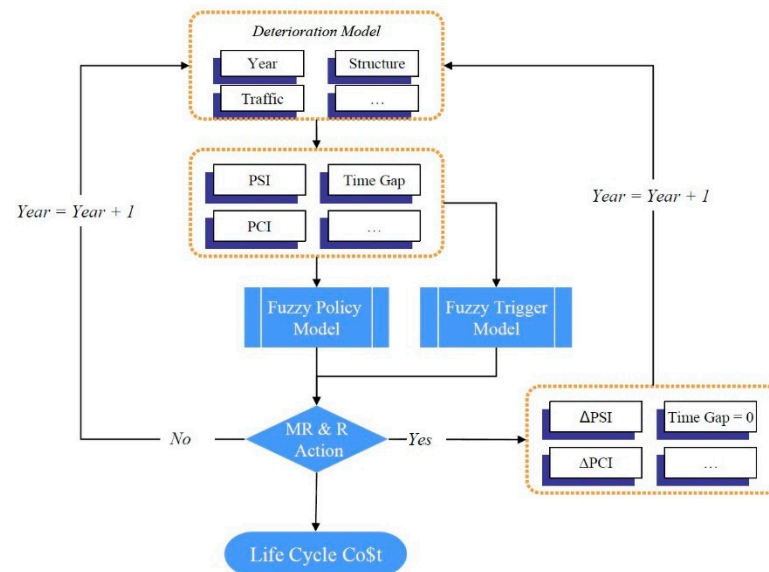 Deterioration Model
Year
Structure
Traffic
...
PSI
Time Gap
PCI
...
Year = Year + 1
Year = Year + 1
Fuzzy Policy
Model
Fuzzy Trigger
Model
MR & R
Action
No
Yes
ΔPSI
Time Gap = 0
ΔPCI
...
Life Cycle Co$t